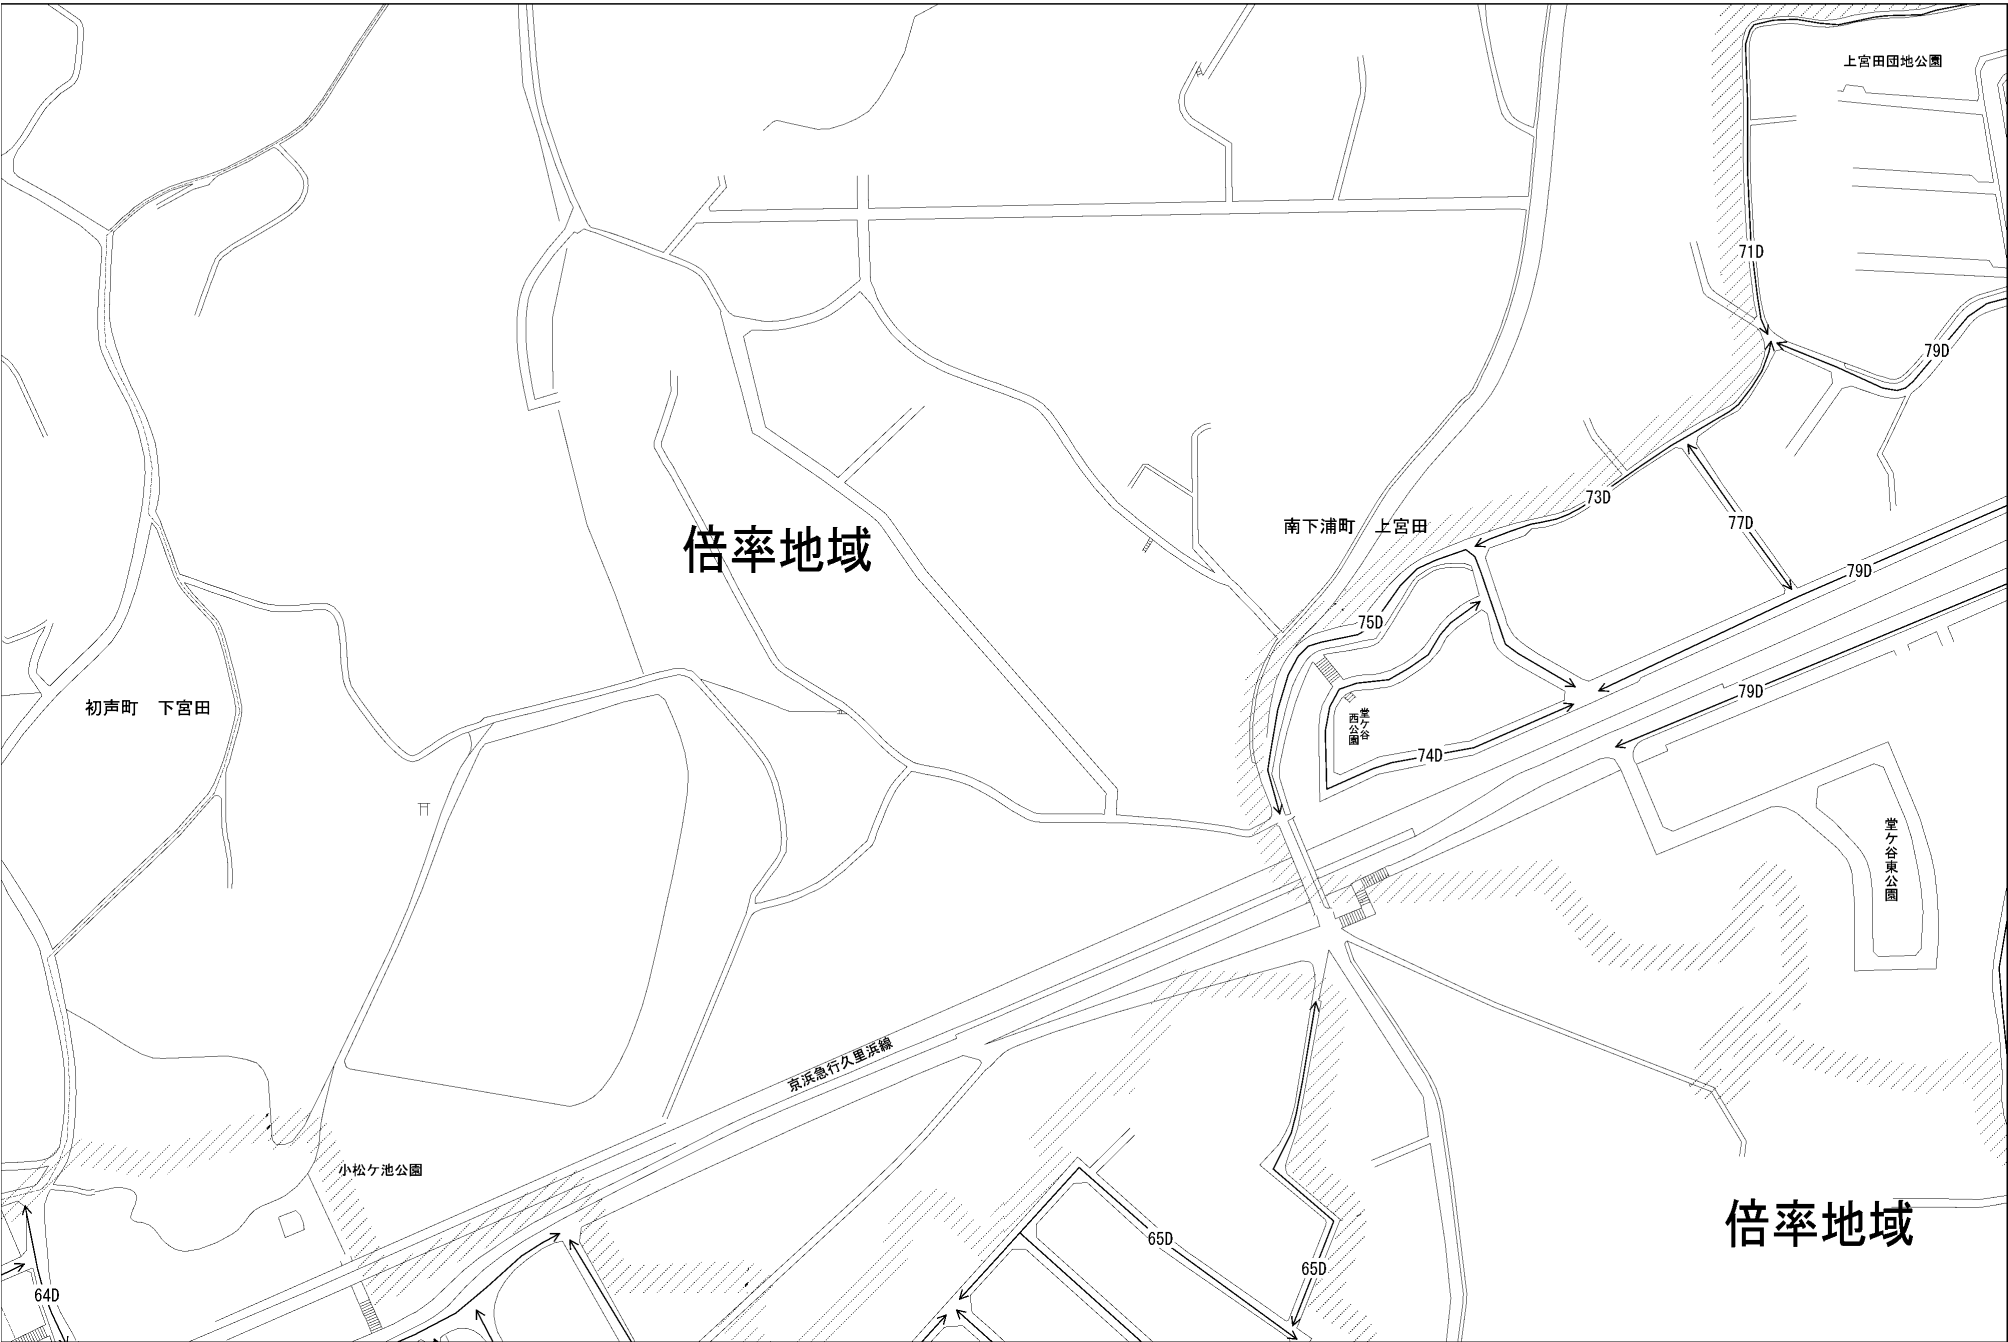 上宮田団地公園
71D
79D
73D
77D
南下浦町　上宮田
倍率地域
79D
75D
79D
初声町　下宮田
堂ケ谷
西公園
74D
堂ケ谷東公園
京浜急行久里浜線
小松ケ池公園
倍率地域
65D
65D
64D